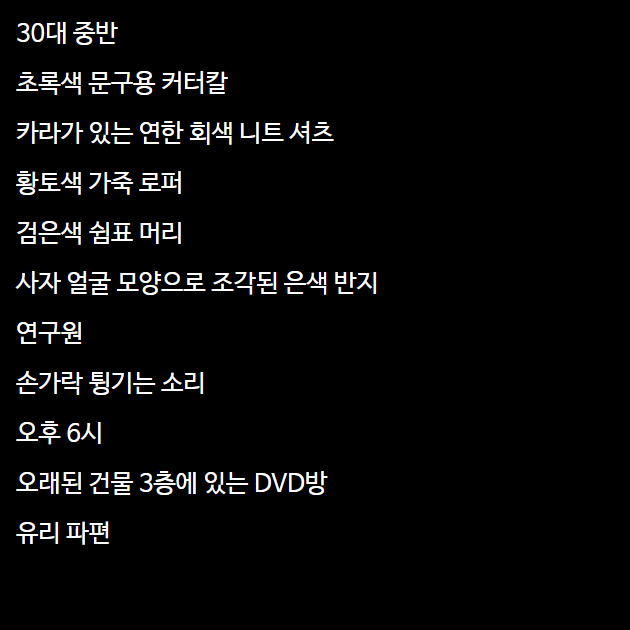 30대 중반
초록색 문구용 커터칼
카라가 있는 연한 회색 니트 셔츠
황토색 가죽 로퍼
검은색 쉼표 머리
사자 얼굴 모양으로 조각된 은색 반지
연구원
손가락 튕기는 소리
오후 6시
오래된 건물 3층에 있는 DVD방
유리 파편